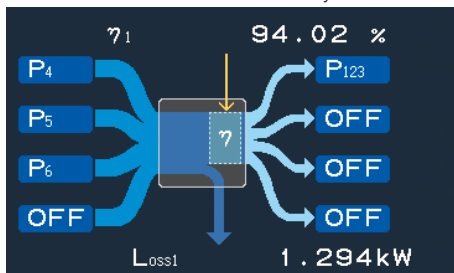 η1 94.02 %
P4 P123
P5 OFF
η
P6 OFF
OFF OFF
Loss1 1.294kW